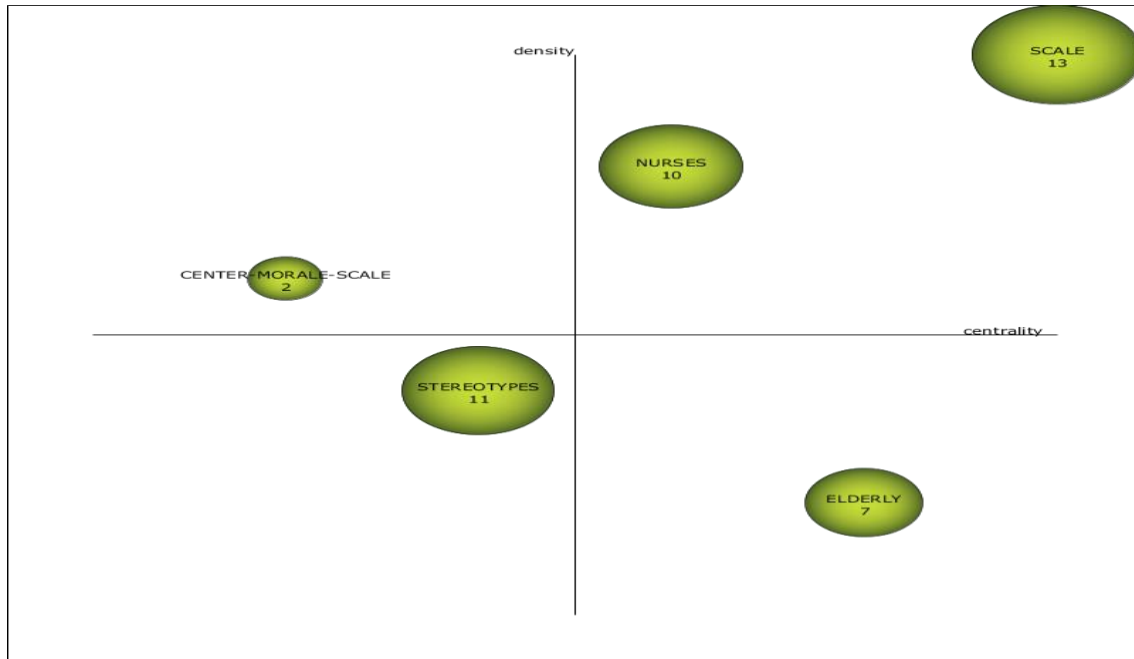 density
SCALE
13
NURSES
10
CENTER-MORALE-SCALE
2
centrality
STEREOTYPES
11
ELDERLY
7